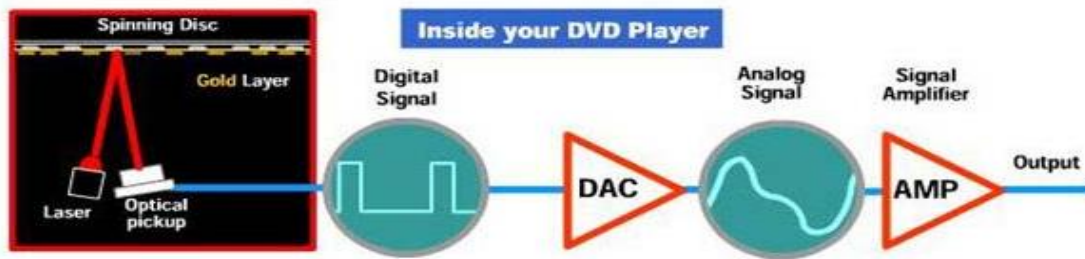 Spinning Disc
Inside your DVD Player
Gold Layer
Digital
Signal
Analog
Signal
Signal
Amplifier
DAC
AMP
Output
Laser
Optical
pickup